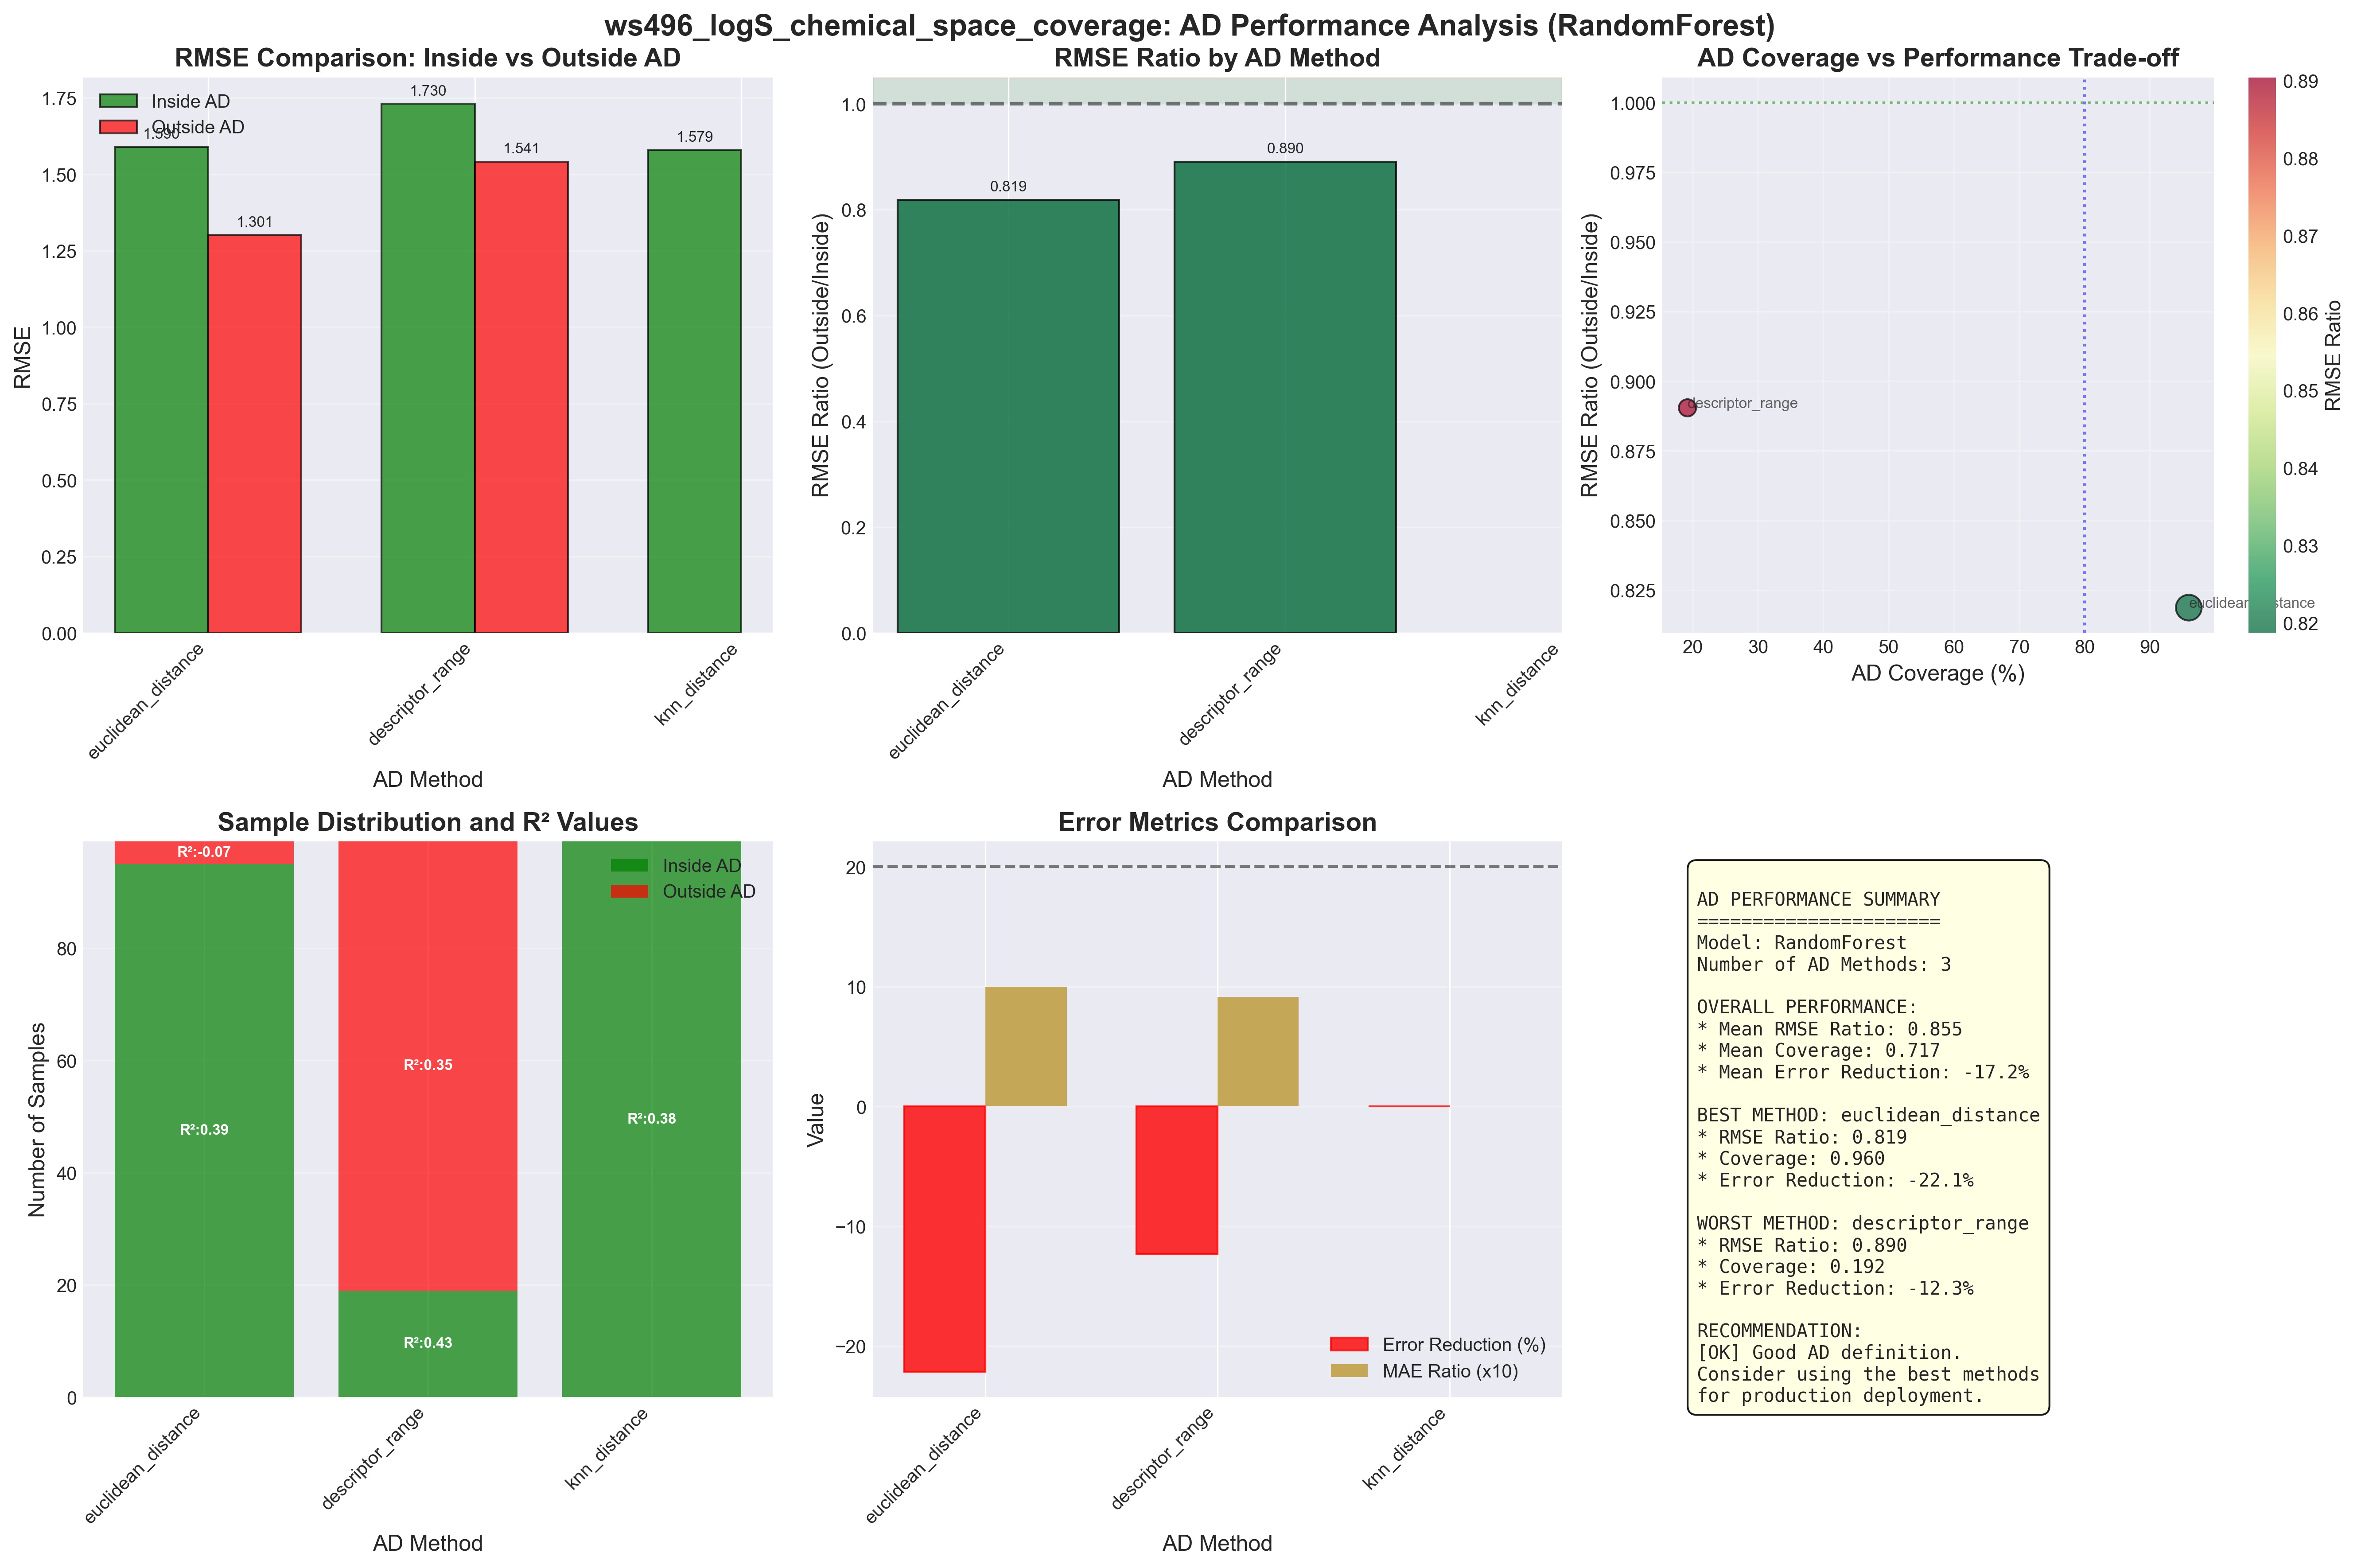 ws496_logS_chemical_space_coverage: AD Performance Analysis (RandomForest)
RMSE Comparison: Inside vs Outside AD
Inside AD
Outside AD
1.590
1.301
1.730
1.541
1.579
1.75
1.50
1.25
1.00
0.75
0.50
0.25
0.00
RMSE
euclidean_distance
descriptor_range
knn_distance
AD Method
RMSE Ratio by AD Method
0.819
0.890
1.0
0.8
0.6
0.4
0.2
0.0
RMSE Ratio (Outside/Inside)
euclidean_distance
descriptor_range
knn_distance
AD Method
AD Coverage vs Performance Trade-off
1.000
0.975
0.950
0.925
0.900
0.875
0.850
0.825
RMSE Ratio (Outside/Inside)
descriptor_range
euclidean_distance
20 30 40 50 60 70 80 90
AD Coverage (%)
0.89
0.88
0.87
0.86
0.85
0.84
0.83
0.82
RMSE Ratio
Sample Distribution and R² Values
Inside AD
Outside AD
R²:-0.07
R²:0.39
R²:0.35
R²:0.43
R²:0.38
80
60
40
20
0
Number of Samples
euclidean_distance
descriptor_range
knn_distance
AD Method
Error Metrics Comparison
20
10
0
−10
−20
Value
Error Reduction (%)
MAE Ratio (x10)
euclidean_distance
descriptor_range
knn_distance
AD Method
AD PERFORMANCE SUMMARY
======================
Model: RandomForest
Number of AD Methods: 3
OVERALL PERFORMANCE:
* Mean RMSE Ratio: 0.855
* Mean Coverage: 0.717
* Mean Error Reduction: -17.2%
BEST METHOD: euclidean_distance
* RMSE Ratio: 0.819
* Coverage: 0.960
* Error Reduction: -22.1%
WORST METHOD: descriptor_range
* RMSE Ratio: 0.890
* Coverage: 0.192
* Error Reduction: -12.3%
RECOMMENDATION:
[OK] Good AD definition.
Consider using the best methods
for production deployment.